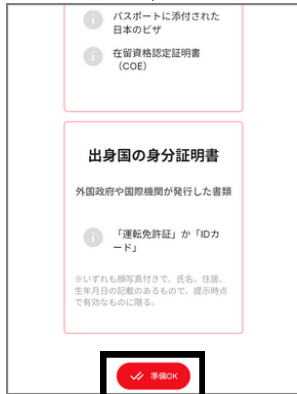 パスポートに添付された
日本のビザ
在留資格認定証明書
（COE）
出身国の身分証明書
外国政府や国際機関が発行した書類
「運転免許証」か「IDカ
ード」
※いずれも顔写真付きで、氏名、住居、
生年月日の記載のあるもので、提示時点
で有効なものに限る。
準備OK